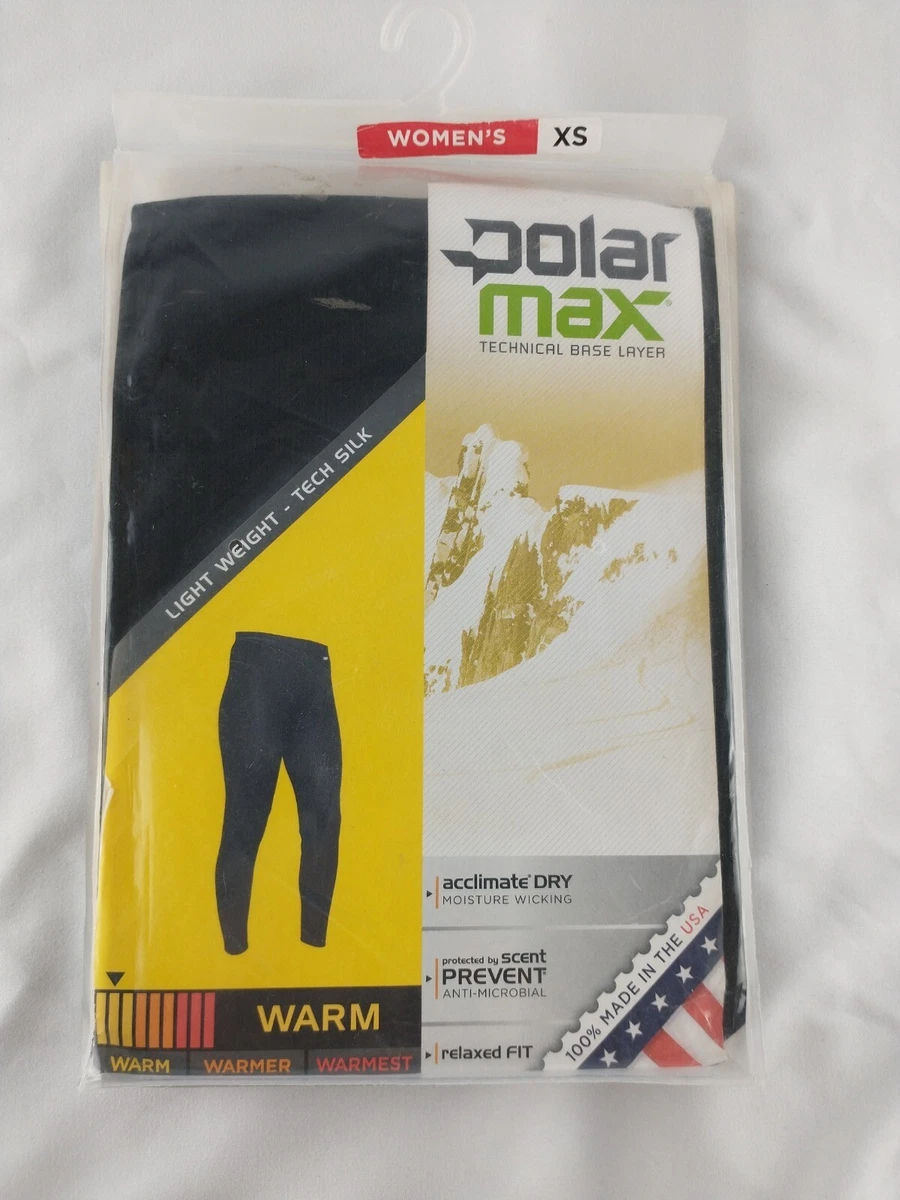 WOMEN'S XS
polar
max®
TECHNICAL BASE LAYER
LIGHT WEIGHT - TECH SILK
acclimate® DRY
MOISTURE WICKING
protected by scent
PREVENT
ANTI-MICROBIAL
relaxed FIT
100% MADE IN THE USA
WARM
WARM WARMER WARMEST